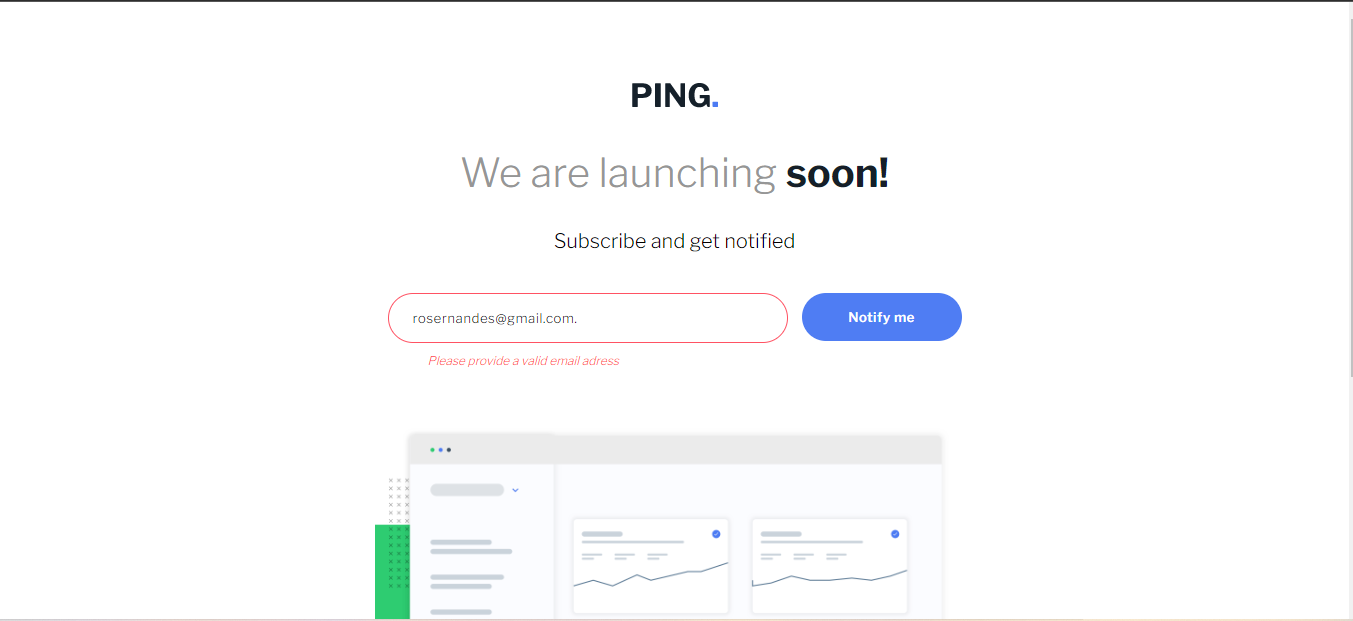 PING.
We are launching soon!
Subscribe and get notified
rosernandes@gmail.com.
Notify me
Please provide a valid email adress